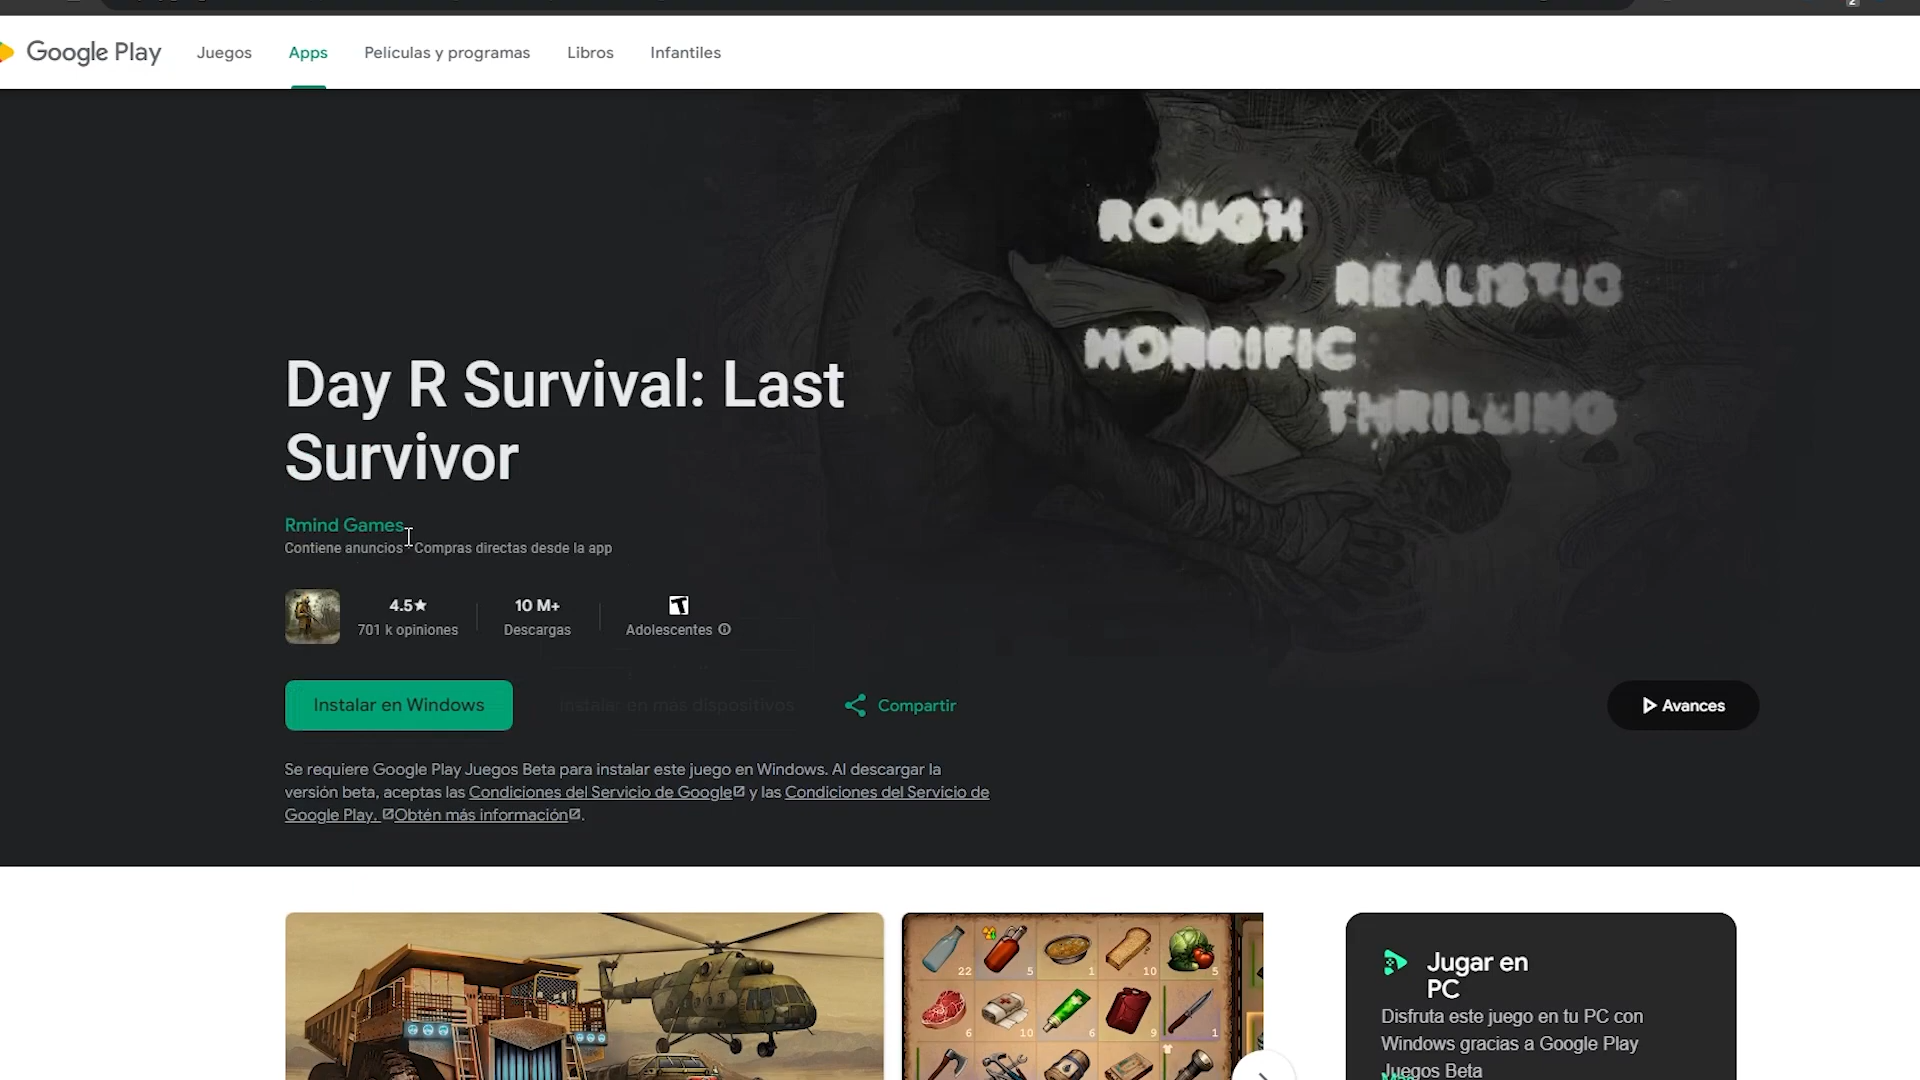 Google Play
Juegos
Apps
Películas y programas
Libros
Infantiles
ROUGH
REALISTIC
HORRIFIC
THRILLING
Day R Survival: Last
Survivor
Rmind Games
Contiene anuncios · Compras directas desde la app
4.5★
701 k opiniones
10 M+
Descargas
T
Adolescentes
Instalar en Windows
Instalar en más dispositivos
Compartir
Avances
Se requiere Google Play Juegos Beta para instalar este juego en Windows. Al descargar la
versión beta, aceptas las Condiciones del Servicio de Google y las Condiciones del Servicio de
Google Play. Obtén más información.
22
5
1
10
5
6
10
6
9
1
Jugar en
PC
Disfruta este juego en tu PC con
Windows gracias a Google Play
Juegos Beta